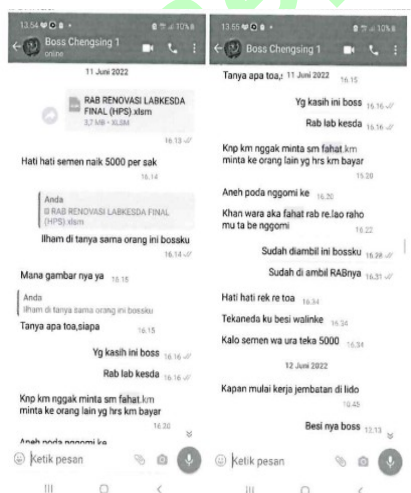 13.54
10%
Boss Chengsing 1
online
11 Juni 2022
RAB RENOVASI LABKESDA
FINAL (HPS).xlsm
3,7 MB • XLSM
16.13
Hati hati semen naik 5000 per sak
16.14
Anda
RAB RENOVASI LABKESDA FINAL
(HPS).xlsm
Ilham di tanya sama orang ini bossku
16.14
Mana gambar nya ya 16.15
Anda
Ilham di tanya sama orang ini bossku
Tanya apa toa,siapa 16.15
Yg kasih ini boss 16.16
Rab lab kesda 16.16
Knp km nggak minta sm fahat.km
minta ke orang lain yg hrs km bayar
16.20
Aneh poda nggomi ke
Ketik pesan
13.55
10%
Boss Chengsing 1
Tanya apa toa,s
11 Juni 2022
16.15
Yg kasih ini boss 16.16
Rab lab kesda 16.16
Knp km nggak minta sm fahat.km
minta ke orang lain yg hrs km bayar
16.20
Aneh poda nggomi ke 16.20
Khan wara aka fahat rab re.lao raho
mu ta be nggomi 16.22
Sudah diambil ini bossku 16.28
Sudah di ambil RABnya 16.31
Hati hati rek re toa 16.34
Tekaneda ku besi walinke 16.34
Kalo semen wa ura teka 5000 16.34
12 Juni 2022
Kapan mulai kerja jembatan di lido
10.45
Besi nya boss 12.13
Ketik pesan